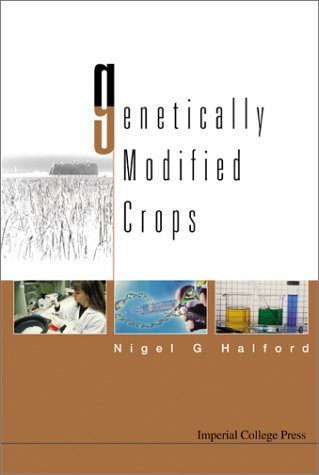 genetically
Modified
Crops
Nigel G Halford
Imperial College Press